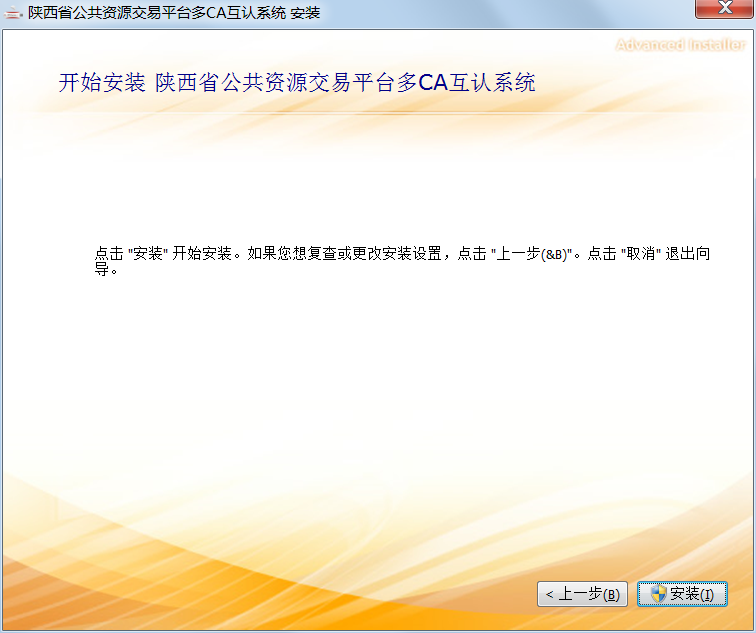 陕西省公共资源交易平台多CA互认系统 安装
Advanced Installer
开始安装 陕西省公共资源交易平台多CA互认系统
点击 "安装" 开始安装。如果您想复查或更改安装设置，点击 "上一步(&B)"。点击 "取消" 退出向
导。
< 上一步(B)
安装(I)